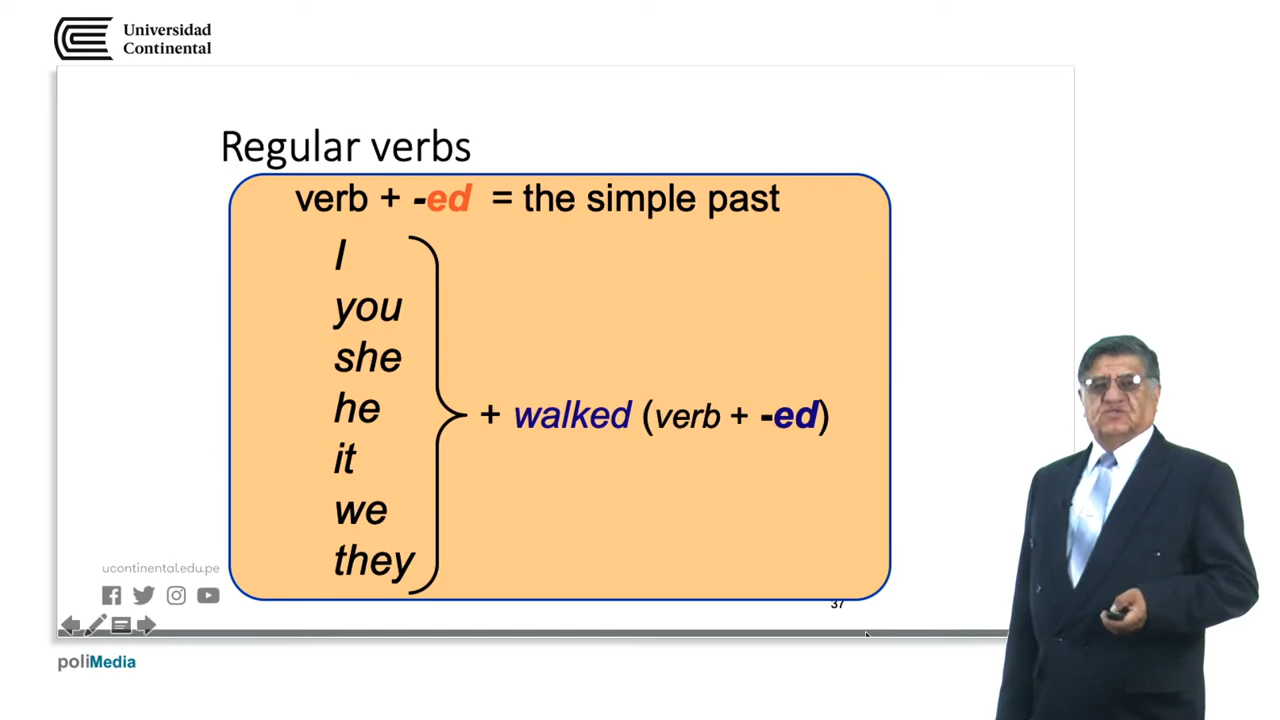 Universidad
Continental
Regular verbs
verb + -ed = the simple past
I
you
she
he
it
we
they
+ walked (verb + -ed)
ucontinental.edu.pe
37
poliMedia